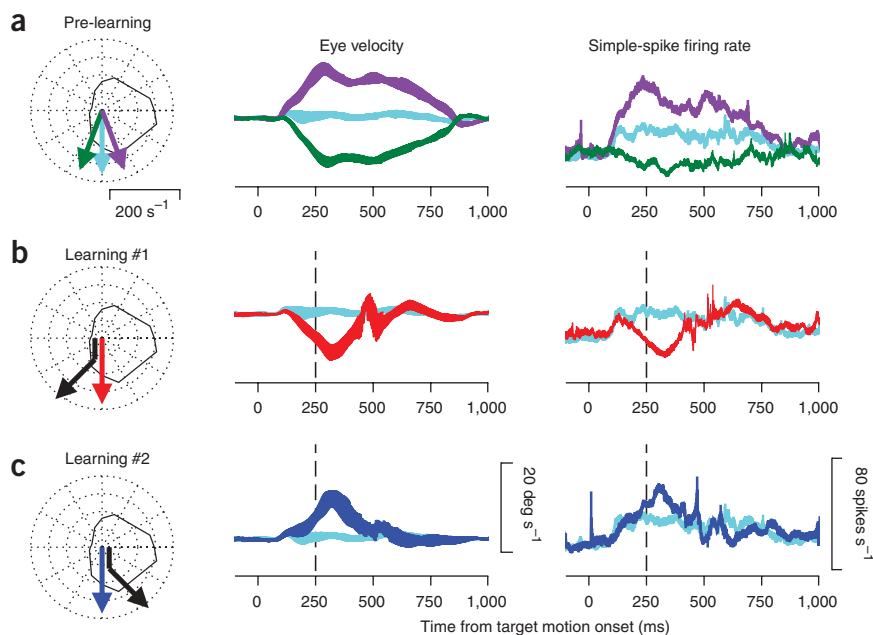 a
Pre-learning
Eye velocity
Simple-spike firing rate
200 s⁻¹
0 250 500 750 1,000
0 250 500 750 1,000
b
Learning #1
0 250 500 750 1,000
0 250 500 750 1,000
c
Learning #2
20 deg s⁻¹
80 spikes s⁻¹
0 250 500 750 1,000
0 250 500 750 1,000
Time from target motion onset (ms)